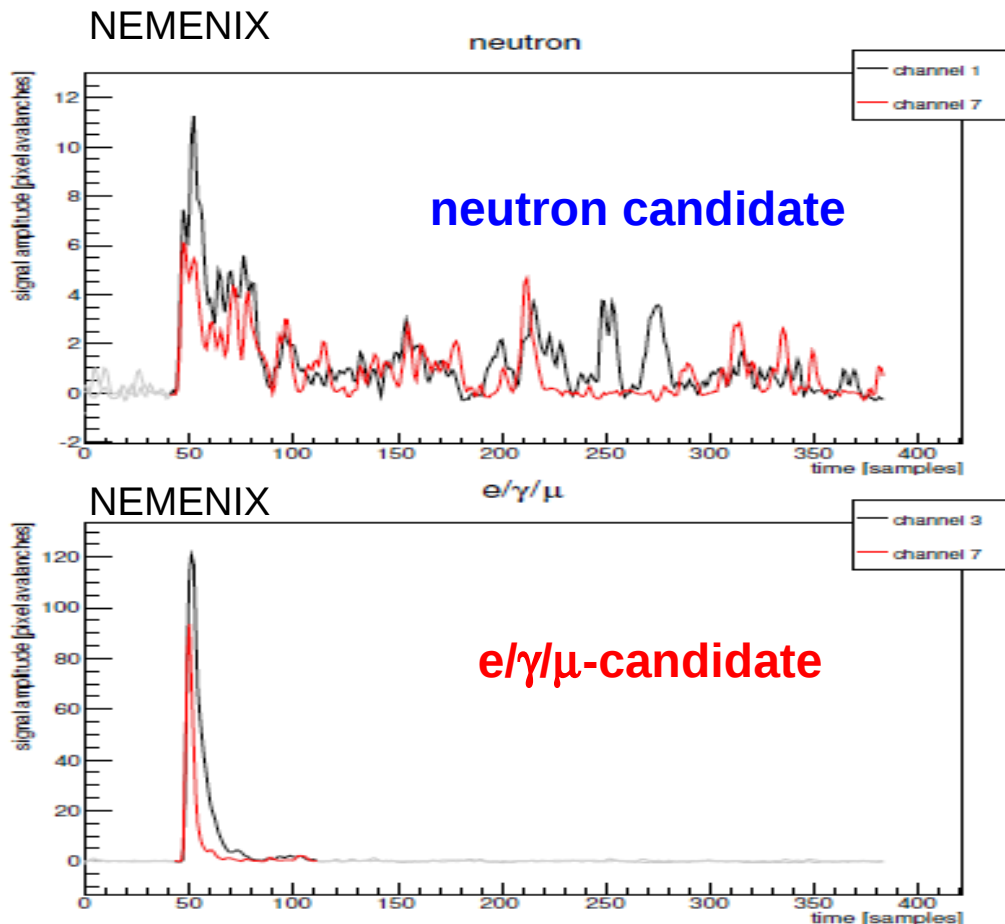 NEMENIX
neutron
channel 1
channel 7
neutron candidate
signal amplitude [pixel avalanches]
12
10
8
6
4
2
0
-2
0 50 100 150 200 250 300 350 400
time [samples]
NEMENIX
e/γ/μ
channel 3
channel 7
e/γ/μ-candidate
signal amplitude [pixel avalanches]
120
100
80
60
40
20
0
0 50 100 150 200 250 300 350 400
time [samples]